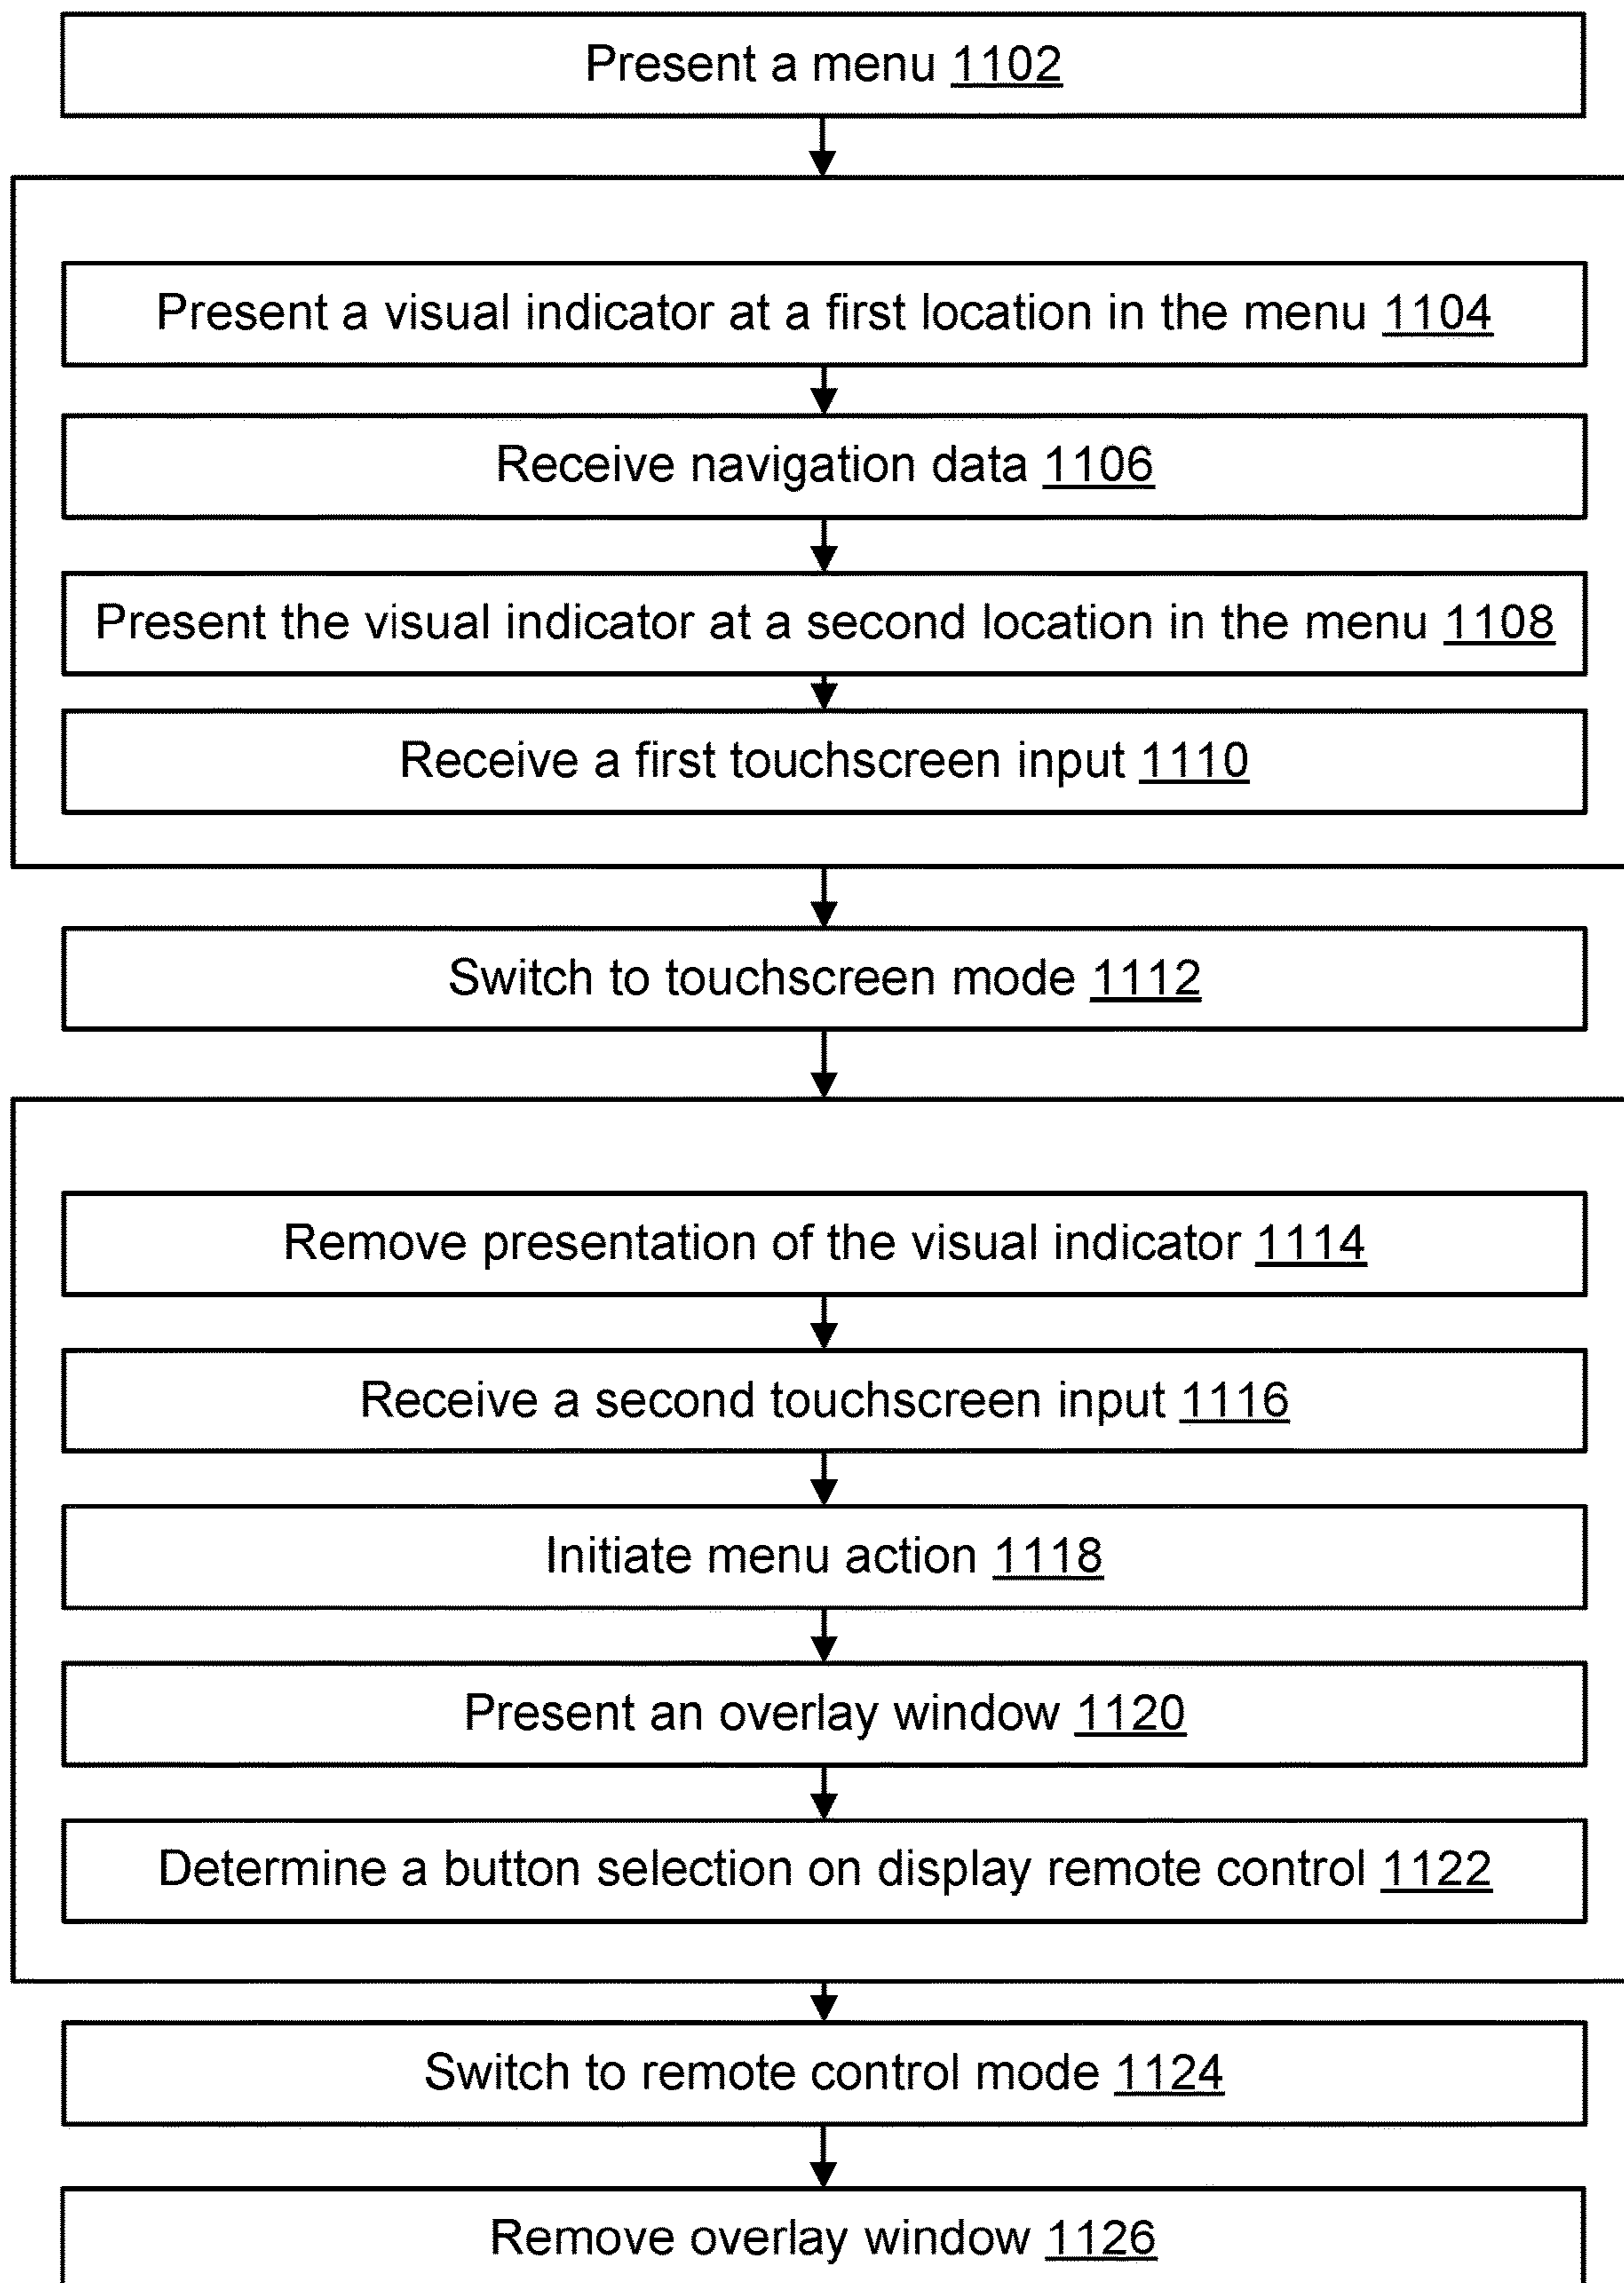 Present a menu 1102
Present a visual indicator at a first location in the menu 1104
Receive navigation data 1106
Present the visual indicator at a second location in the menu 1108
Receive a first touchscreen input 1110
Switch to touchscreen mode 1112
Remove presentation of the visual indicator 1114
Receive a second touchscreen input 1116
Initiate menu action 1118
Present an overlay window 1120
Determine a button selection on display remote control 1122
Switch to remote control mode 1124
Remove overlay window 1126